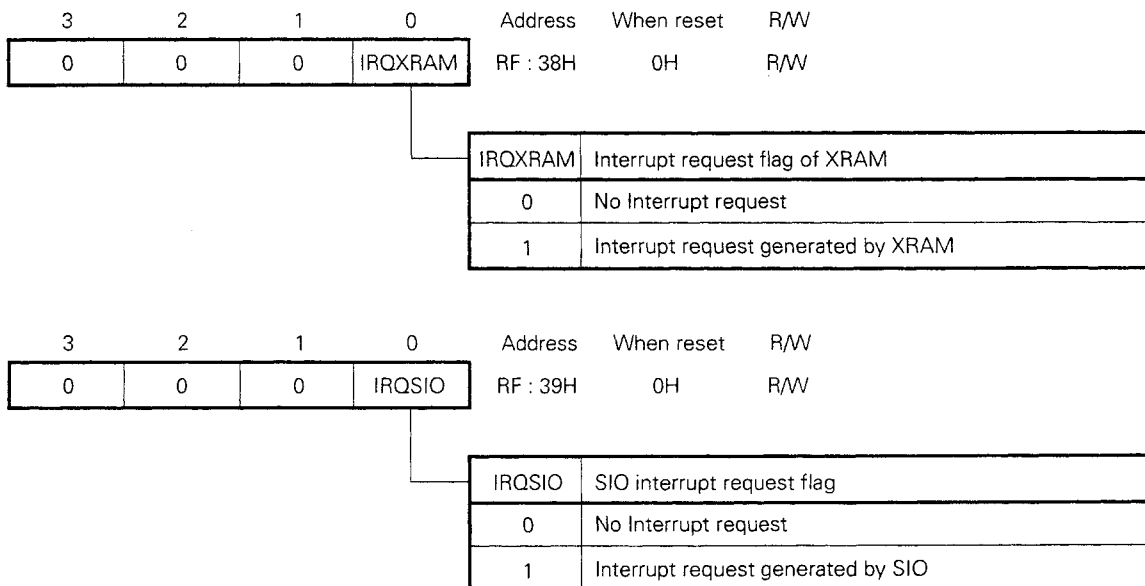 3 2 1 0 Address When reset R/W
0 0 0 IRQXRAM RF : 38H 0H R/W
IRQXRAM Interrupt request flag of XRAM
0 No Interrupt request
1 Interrupt request generated by XRAM
3 2 1 0 Address When reset R/W
0 0 0 IRQSIO RF : 39H 0H R/W
IRQSIO SIO interrupt request flag
0 No Interrupt request
1 Interrupt request generated by SIO